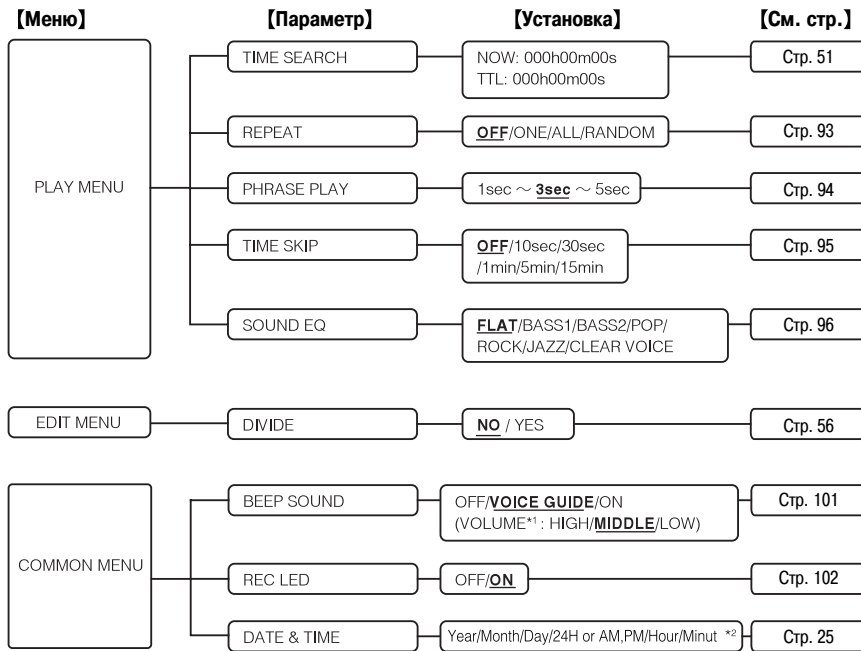 【Меню】 【Параметр】 【Установка】 【См. стр.】
PLAY MENU
TIME SEARCH
NOW: 000h00m00s
TTL: 000h00m00s
Стр. 51
REPEAT
OFF/ONE/ALL/RANDOM
Стр. 93
PHRASE PLAY
1sec ～ 3sec ～ 5sec
Стр. 94
TIME SKIP
OFF/10sec/30sec
/1min/5min/15min
Стр. 95
SOUND EQ
FLAT/BASS1/BASS2/POP/
ROCK/JAZZ/CLEAR VOICE
Стр. 96
EDIT MENU
DIVIDE
NO / YES
Стр. 56
COMMON MENU
BEEP SOUND
OFF/VOICE GUIDE/ON
(VOLUME*1 : HIGH/MIDDLE/LOW)
Стр. 101
REC LED
OFF/ON
Стр. 102
DATE & TIME
Year/Month/Day/24H or AM,PM/Hour/Minut *2
Стр. 25